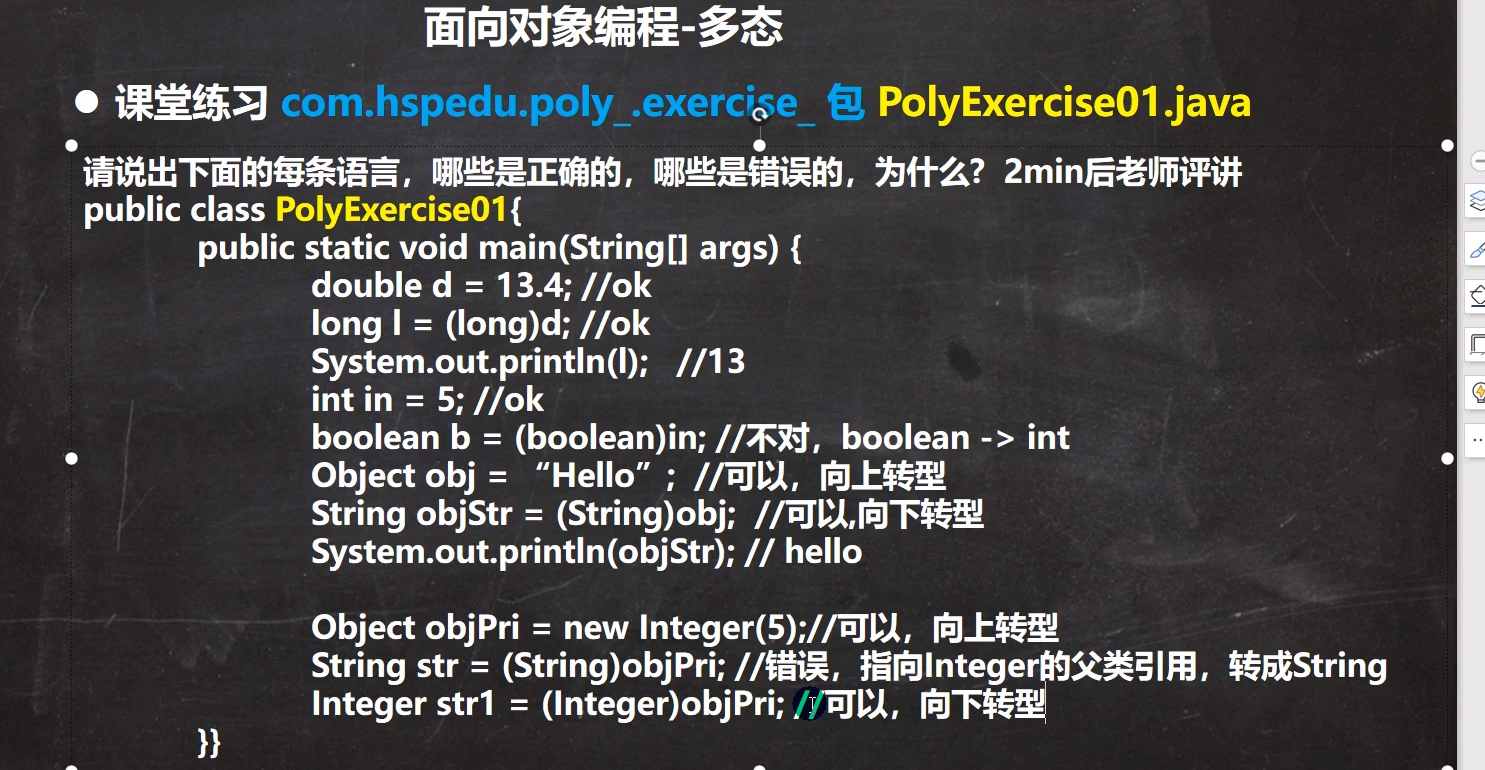 面向对象编程-多态
● 课堂练习 com.hspedu.poly_.exercise_ 包 PolyExercise01.java
请说出下面的每条语言，哪些是正确的，哪些是错误的，为什么？2min后老师评讲
public class PolyExercise01{
public static void main(String[] args) {
double d = 13.4; //ok
long l = (long)d; //ok
System.out.println(l); //13
int in = 5; //ok
boolean b = (boolean)in; //不对，boolean -> int
Object obj = “Hello”; //可以，向上转型
String objStr = (String)obj; //可以,向下转型
System.out.println(objStr); // hello
Object objPri = new Integer(5);//可以，向上转型
String str = (String)objPri; //错误，指向Integer的父类引用，转成String
Integer str1 = (Integer)objPri; //可以，向下转型
}}